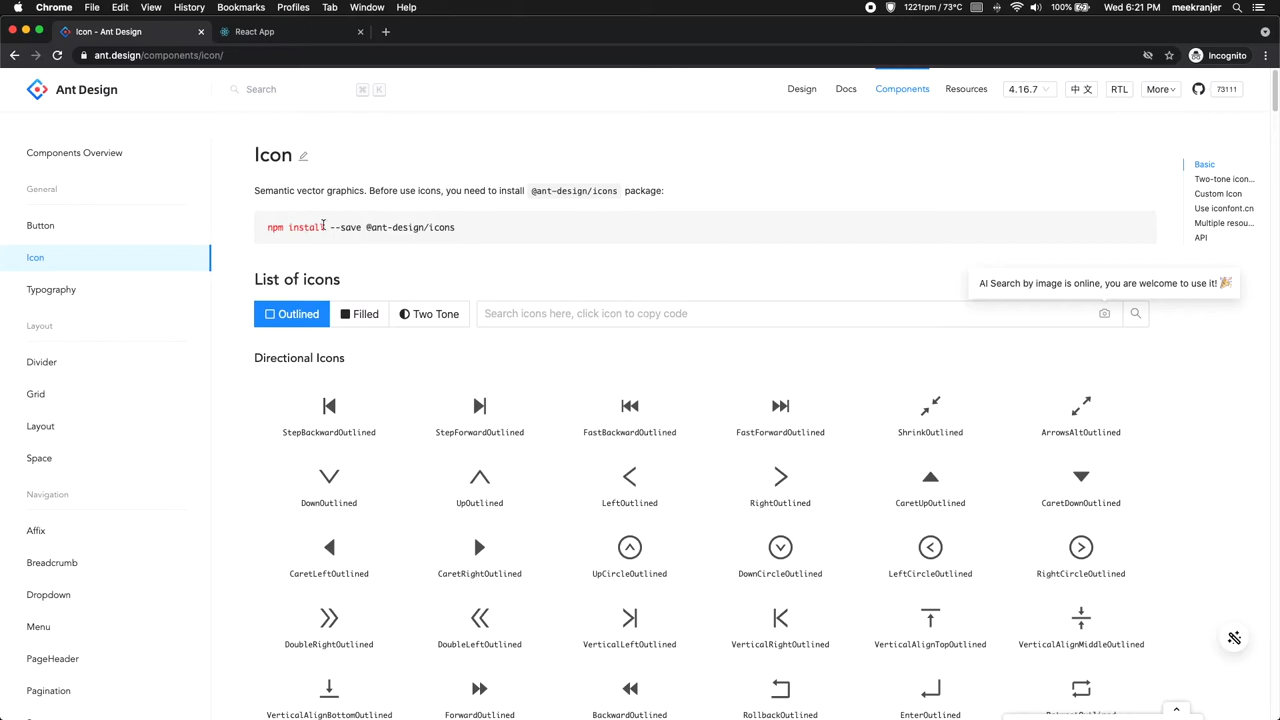 Chrome File Edit View History Bookmarks Profiles Tab Window Help 1221rpm / 73°C 100% Wed 6:21 PM meekrajer
Icon - Ant Design React App
ant.design/components/icon/ Incognito
Ant Design Search ⌘ K Design Docs Components Resources 4.16.7 中 文 RTL More 73111
Components Overview
General
Button
Icon
Typography
Layout
Divider
Grid
Layout
Space
Navigation
Affix
Breadcrumb
Dropdown
Menu
PageHeader
Pagination
Icon
Semantic vector graphics. Before use icons, you need to install @ant-design/icons package:
npm install --save @ant-design/icons
List of icons
Outlined Filled Two Tone Search icons here, click icon to copy code
AI Search by image is online, you are welcome to use it! 🎉
Directional Icons
StepBackwardOutlined StepForwardOutlined FastBackwardOutlined FastForwardOutlined ShrinkOutlined ArrowsAltOutlined
DownOutlined UpOutlined LeftOutlined RightOutlined CaretUpOutlined CaretDownOutlined
CaretLeftOutlined CaretRightOutlined UpCircleOutlined DownCircleOutlined LeftCircleOutlined RightCircleOutlined
DoubleRightOutlined DoubleLeftOutlined VerticalLeftOutlined VerticalRightOutlined VerticalAlignTopOutlined VerticalAlignMiddleOutlined
VerticalAlignBottomOutlined ForwardOutlined BackwardOutlined RollbackOutlined EnterOutlined
Basic
Two-tone icon...
Custom Icon
Use iconfont.cn
Multiple resou...
API